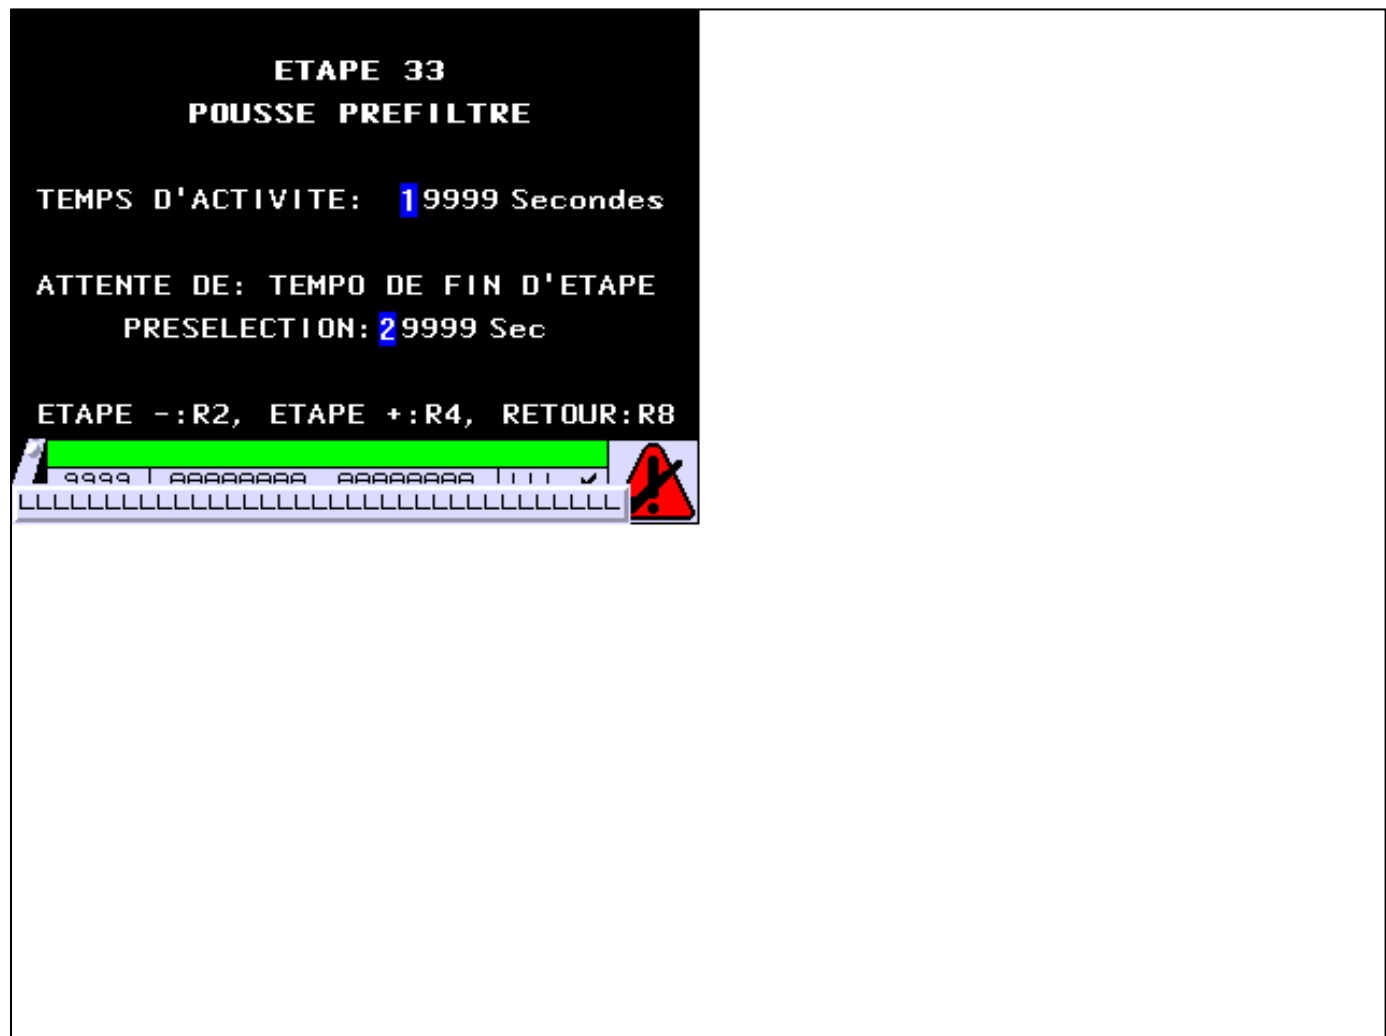 ETAPE 33
POUSSE PREFILTRE
TEMPS D'ACTIVITE: 19999 Secondes
ATTENTE DE: TEMPO DE FIN D'ETAPE
PRESELECTION:29999 Sec
ETAPE -:R2, ETAPE +:R4, RETOUR:R8